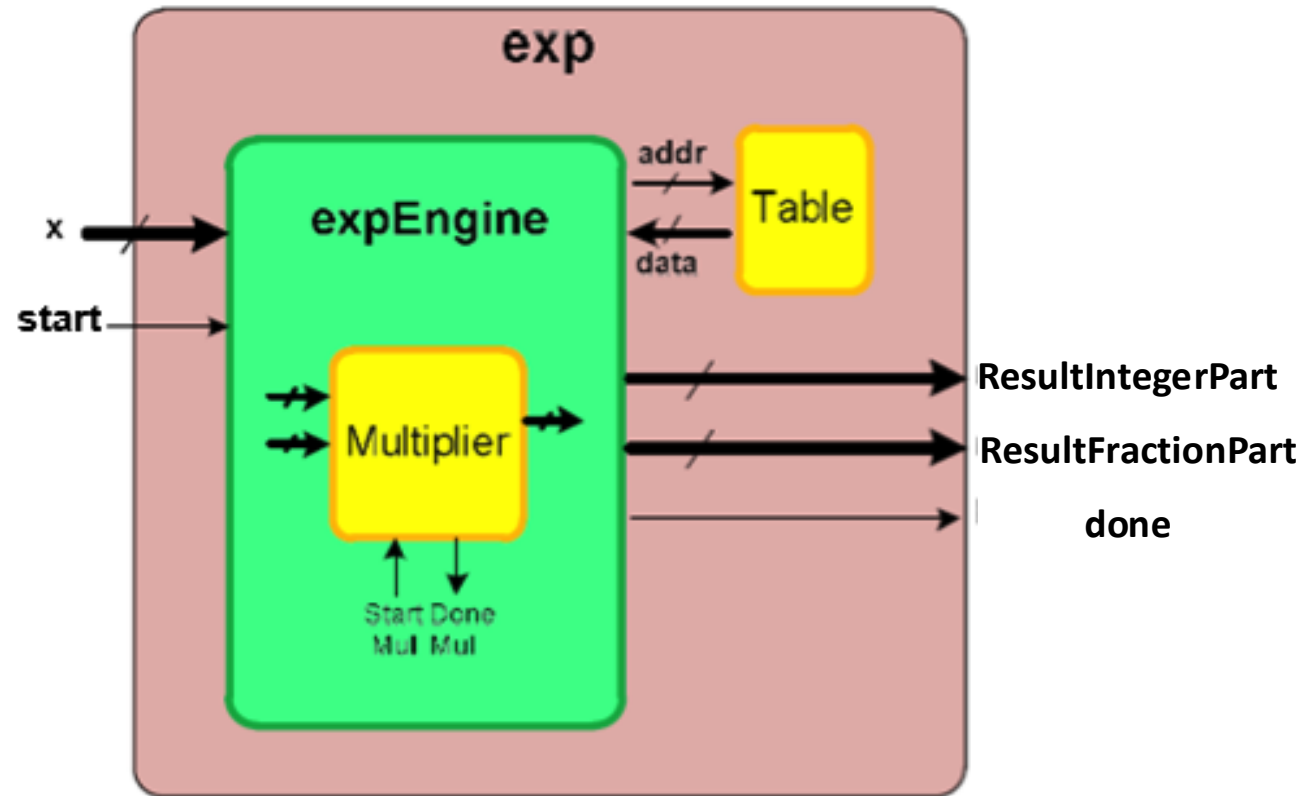 exp
addr
Table
expEngine
x
data
start
ResultIntegerPart
Multiplier
ResultFractionPart
done
Start Done
Mul Mul